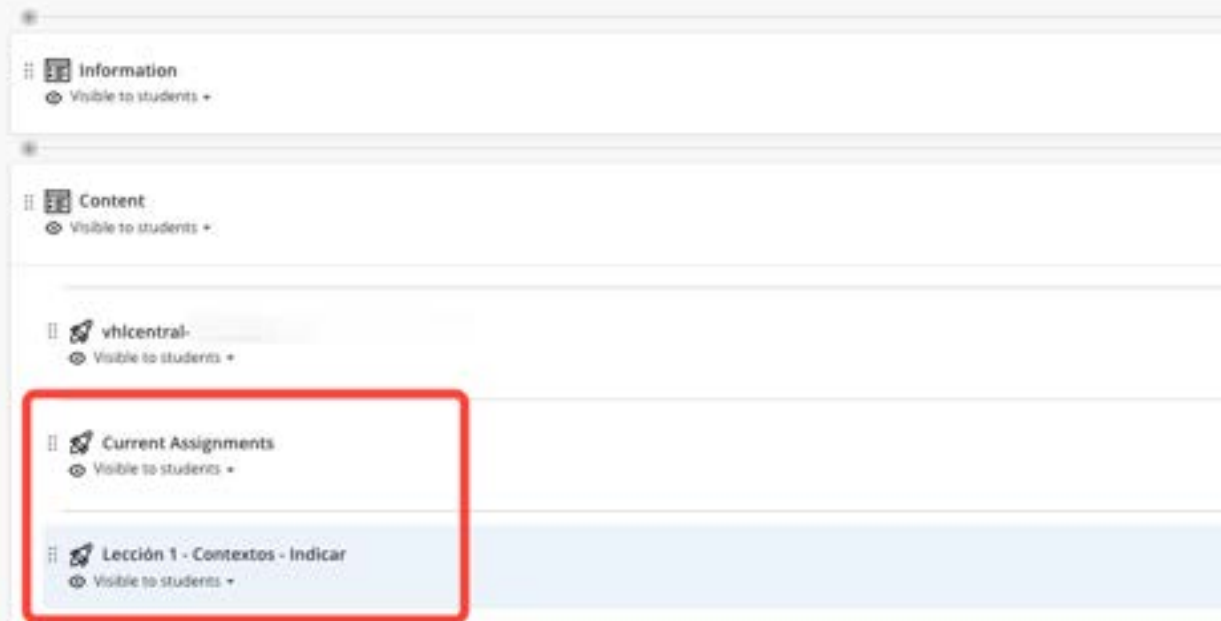 Information
Visible to students
Content
Visible to students
vhlcentral-
Visible to students
Current Assignments
Visible to students
Lección 1 - Contextos - Indicar
Visible to students